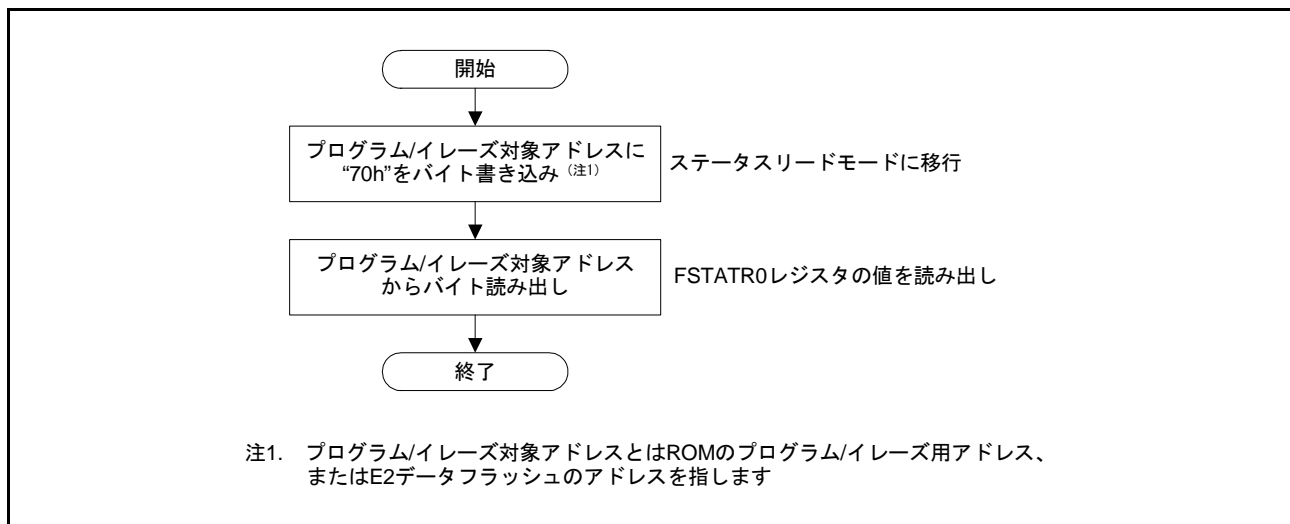 開始
プログラム/イレーズ対象アドレスに
“70h”をバイト書き込み（注1）
ステータスリードモードに移行
プログラム/イレーズ対象アドレス
からバイト読み出し
FSTATR0レジスタの値を読み出し
終了
注1. プログラム/イレーズ対象アドレスとはROMのプログラム/イレーズ用アドレス、
またはE2データフラッシュのアドレスを指します